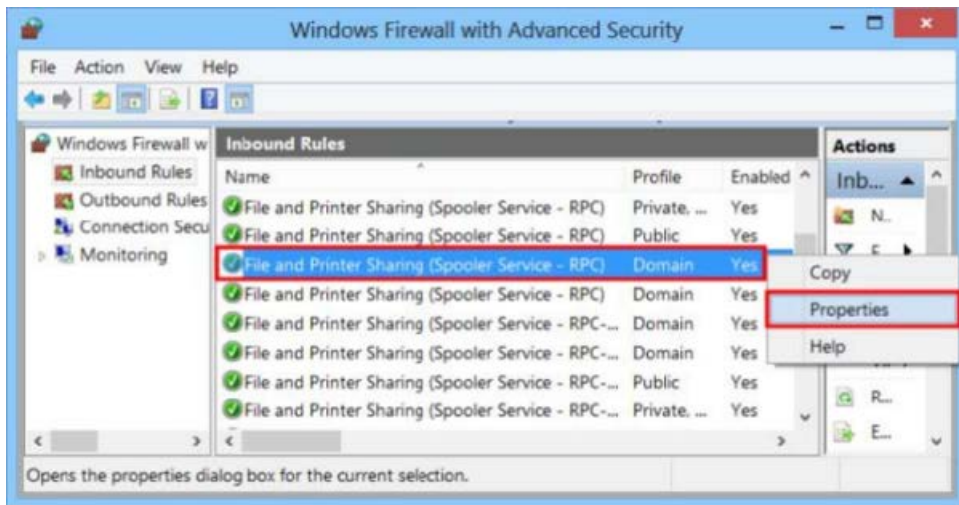 Windows Firewall with Advanced Security
File Action View Help
Windows Firewall w
Inbound Rules
Outbound Rules
Connection Secu
Monitoring
Inbound Rules
Name Profile Enabled
File and Printer Sharing (Spooler Service - RPC) Private, ... Yes
File and Printer Sharing (Spooler Service - RPC) Public Yes
File and Printer Sharing (Spooler Service - RPC) Domain Yes
File and Printer Sharing (Spooler Service - RPC) Domain Yes
File and Printer Sharing (Spooler Service - RPC-... Domain Yes
File and Printer Sharing (Spooler Service - RPC-... Domain Yes
File and Printer Sharing (Spooler Service - RPC-... Public Yes
File and Printer Sharing (Spooler Service - RPC-... Private, ... Yes
Actions
Inb...
N...
Copy
Properties
Help
R...
E...
Opens the properties dialog box for the current selection.